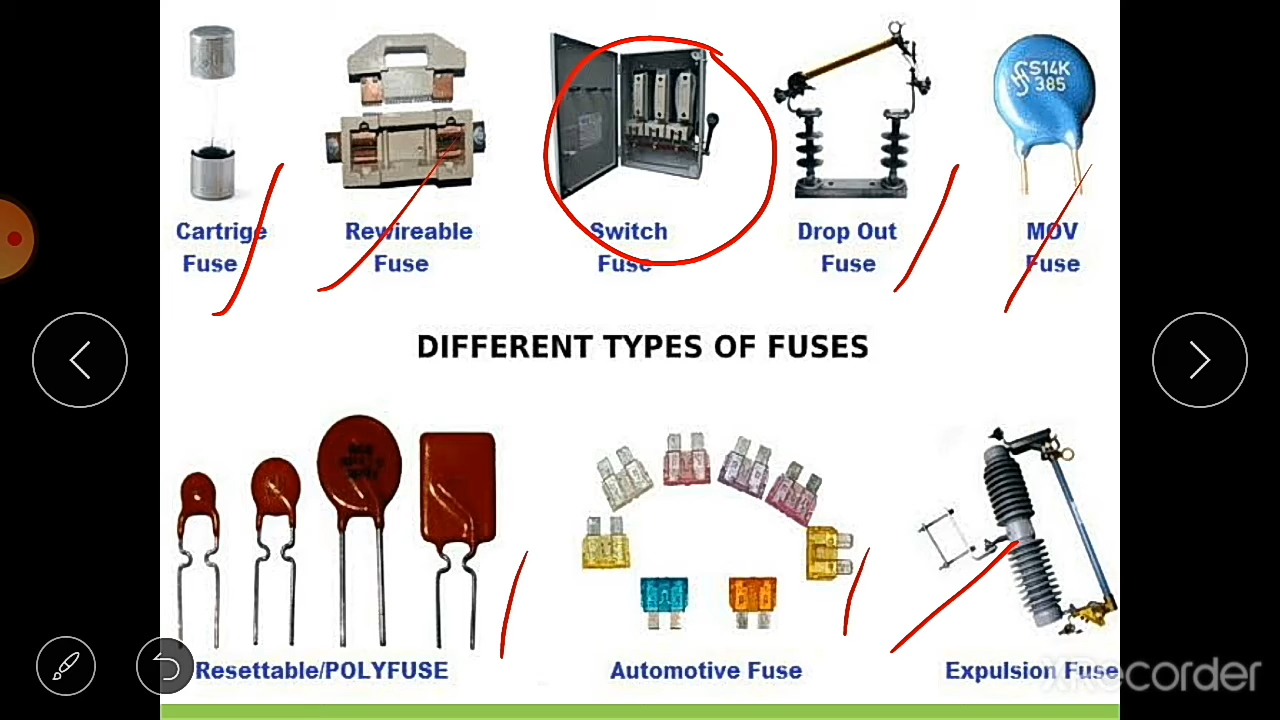 S14K
385
Cartrige
Fuse
Rewireable
Fuse
Switch
Fuse
Drop Out
Fuse
MOV
Fuse
DIFFERENT TYPES OF FUSES
Resettable/POLYFUSE
Automotive Fuse
Expulsion Fuse
XRecorder